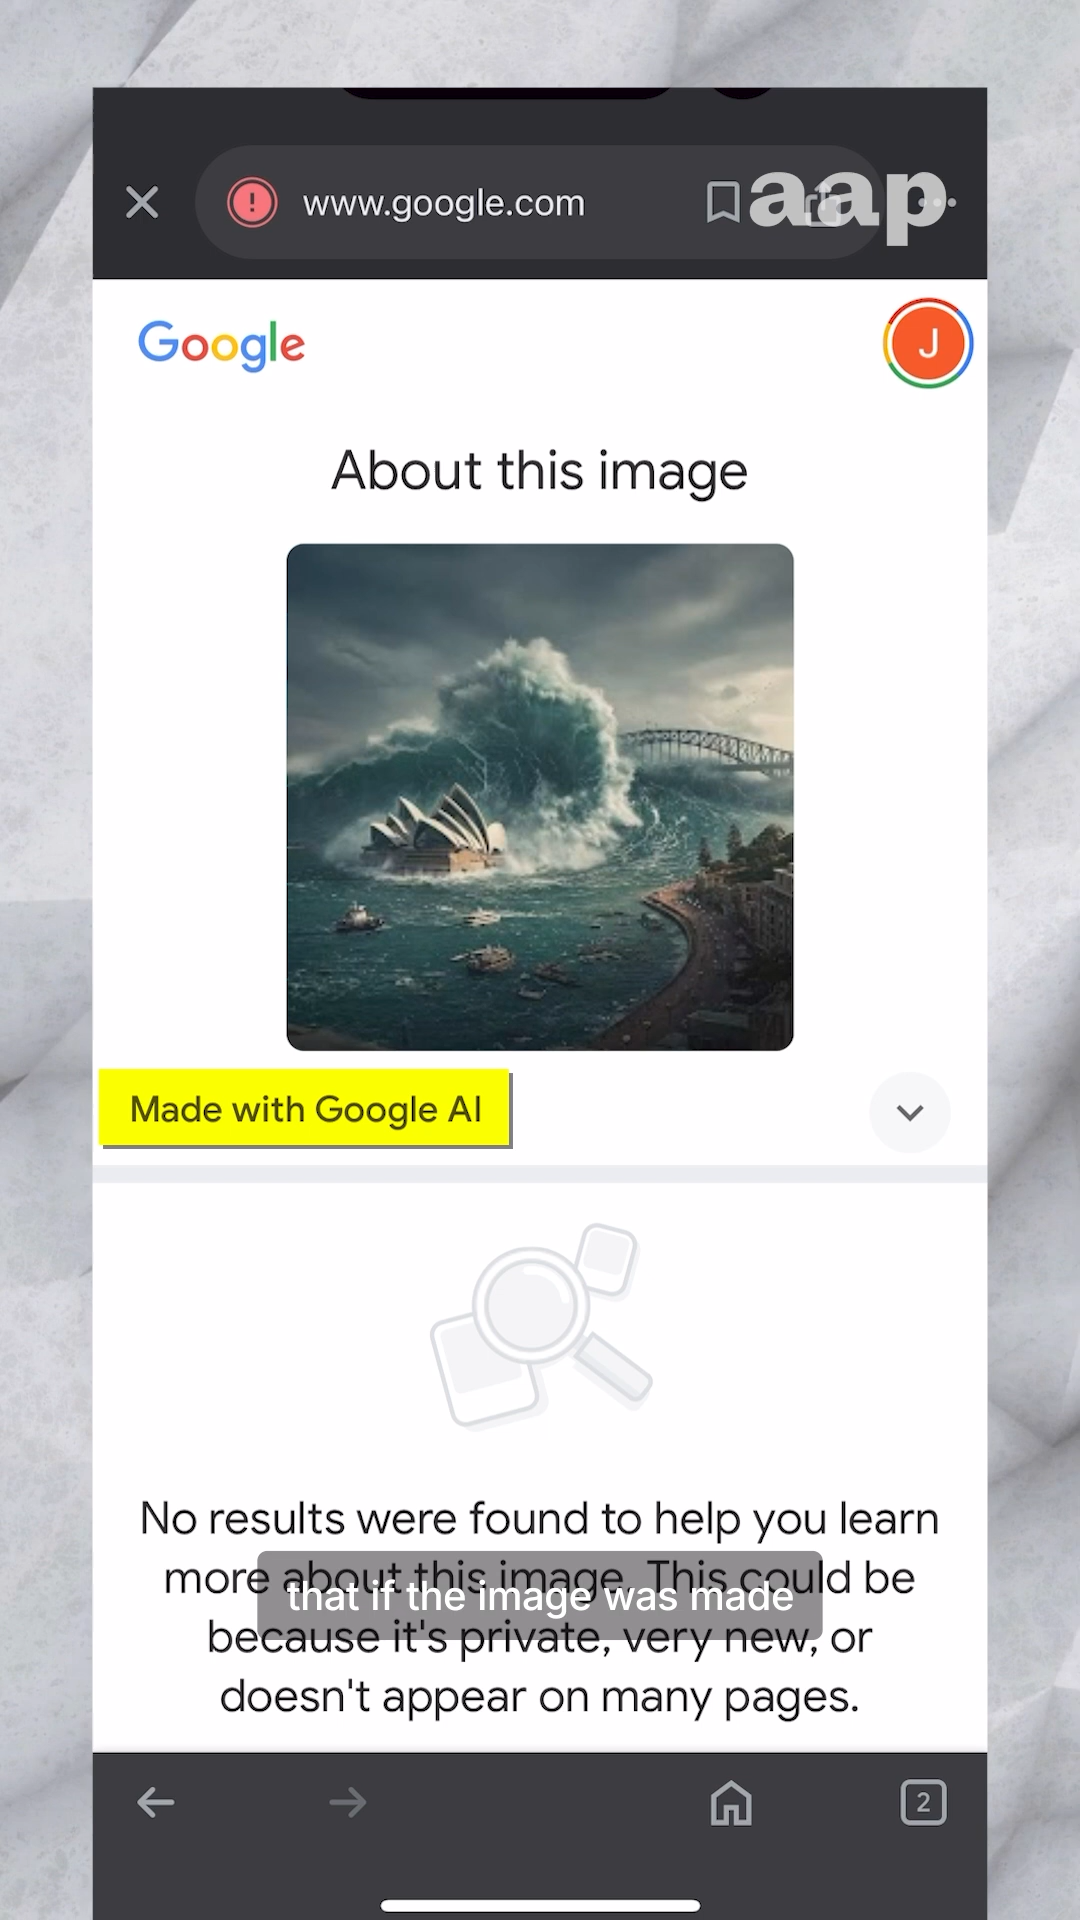 www.google.com
aap
Google
J
About this image
Made with Google AI
No results were found to help you learn
more about this image. This could be
that if the image was made
because it's private, very new, or
doesn't appear on many pages.
2